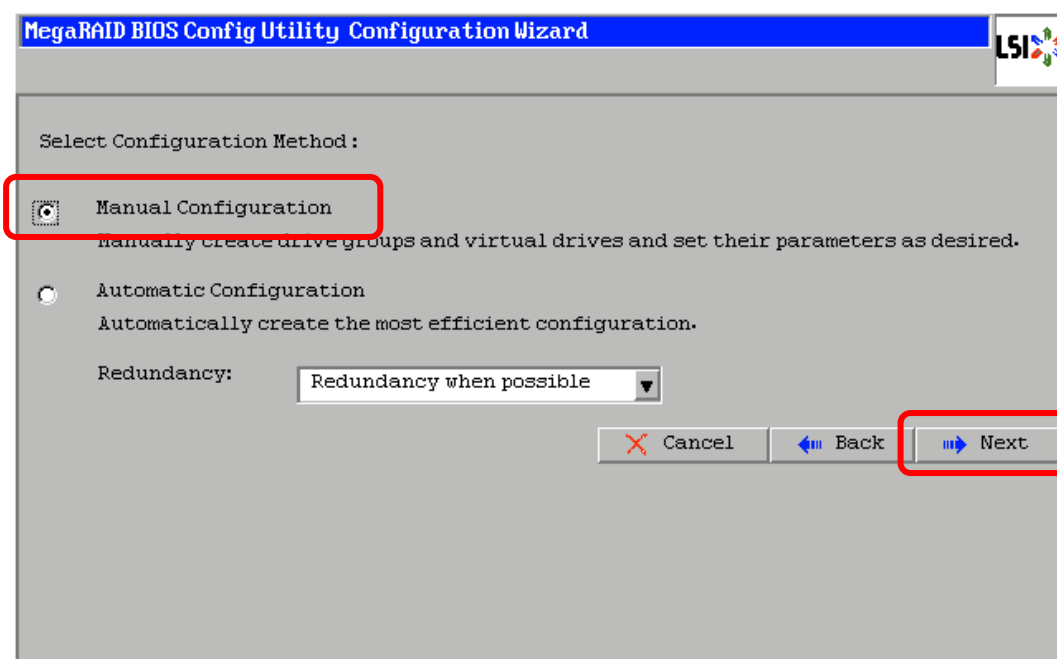 MegaRAID BIOS Config Utility Configuration Wizard
LSI
Select Configuration Method:
Manual Configuration
Manually create drive groups and virtual drives and set their parameters as desired.
Automatic Configuration
Automatically create the most efficient configuration.
Redundancy: Redundancy when possible
Cancel Back Next